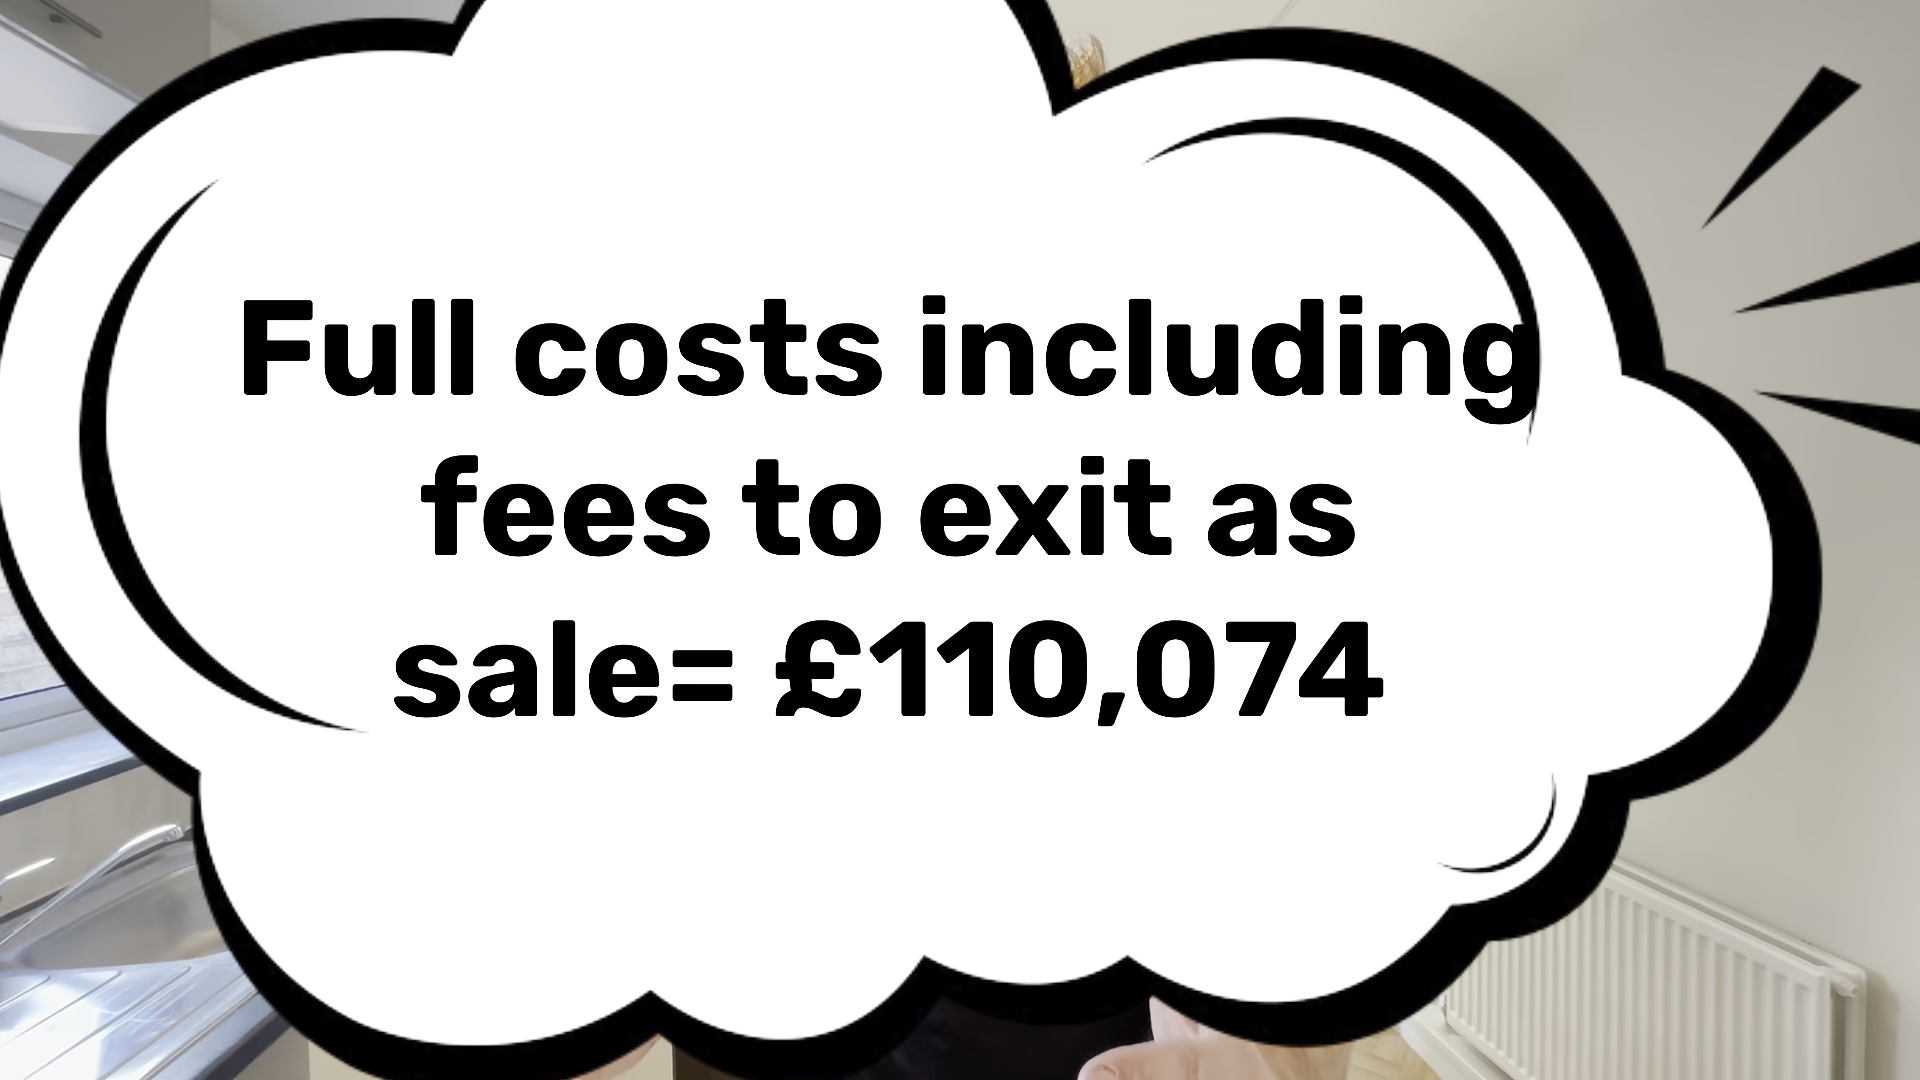 Full costs including
fees to exit as
sale= £110,074